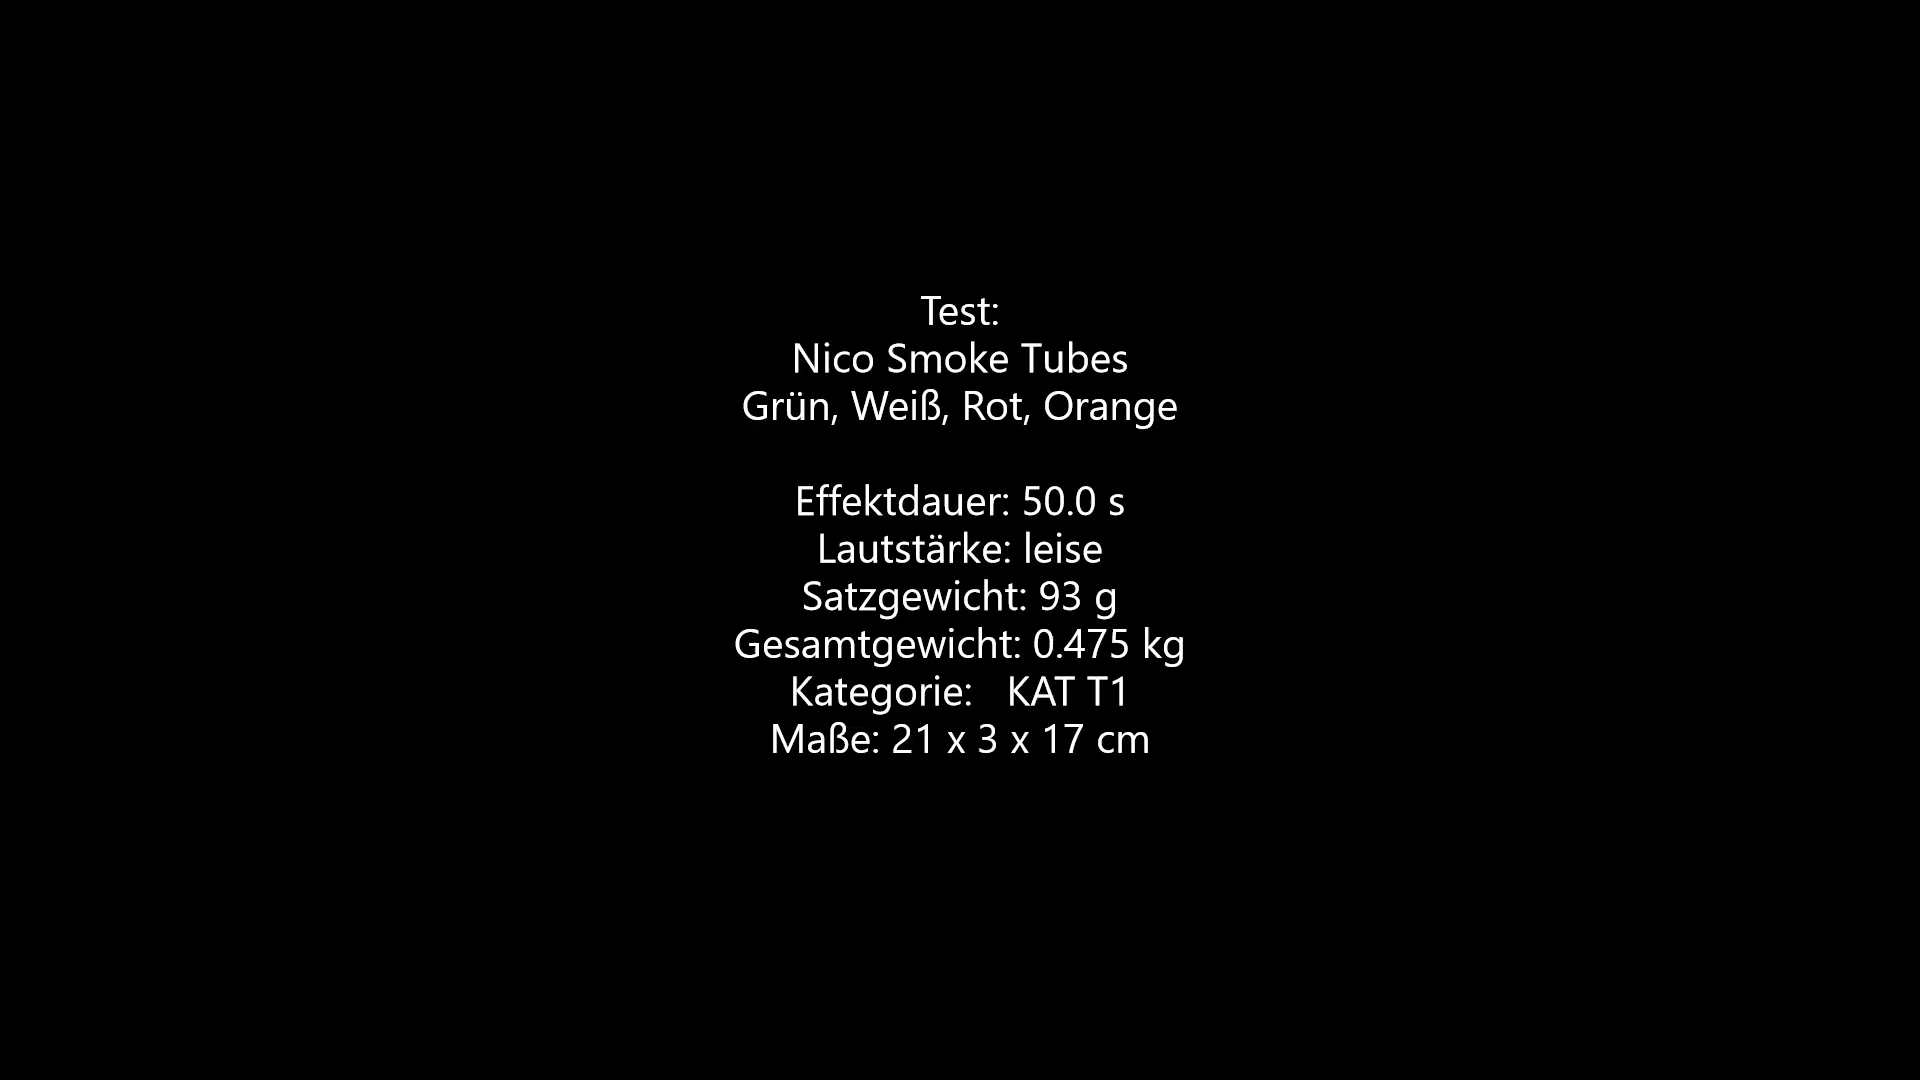 Test:
Nico Smoke Tubes
Grün, Weiß, Rot, Orange
Effektdauer: 50.0 s
Lautstärke: leise
Satzgewicht: 93 g
Gesamtgewicht: 0.475 kg
Kategorie: KAT T1
Maße: 21 x 3 x 17 cm